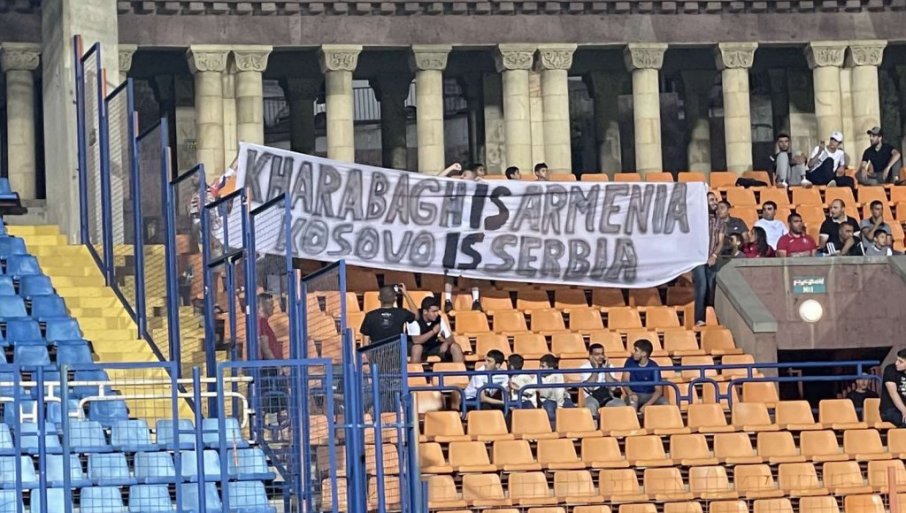 KHARABAGH IS ARMENIA
KOSOVO IS SERBIA